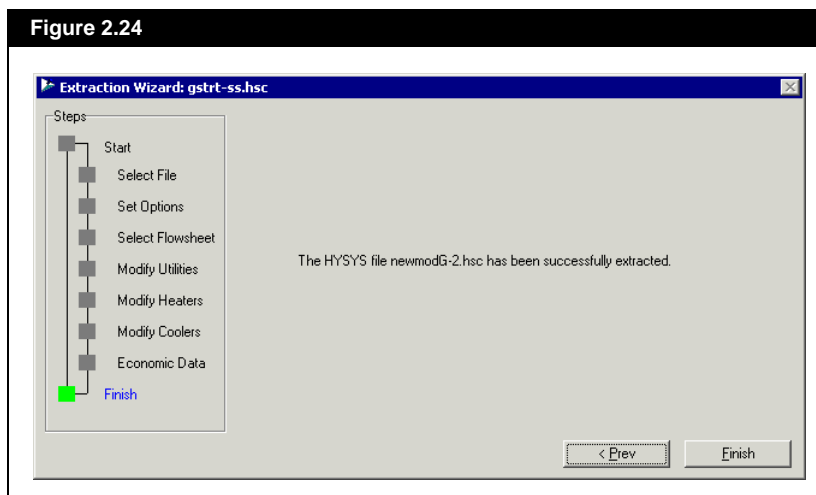 Figure 2.24
Extraction Wizard: gstrt-ss.hsc
Steps
Start
Select File
Set Options
Select Flowsheet
Modify Utilities
Modify Heaters
Modify Coolers
Economic Data
Finish
The HYSYS file newmodG-2.hsc has been successfully extracted.
< Prev
Finish